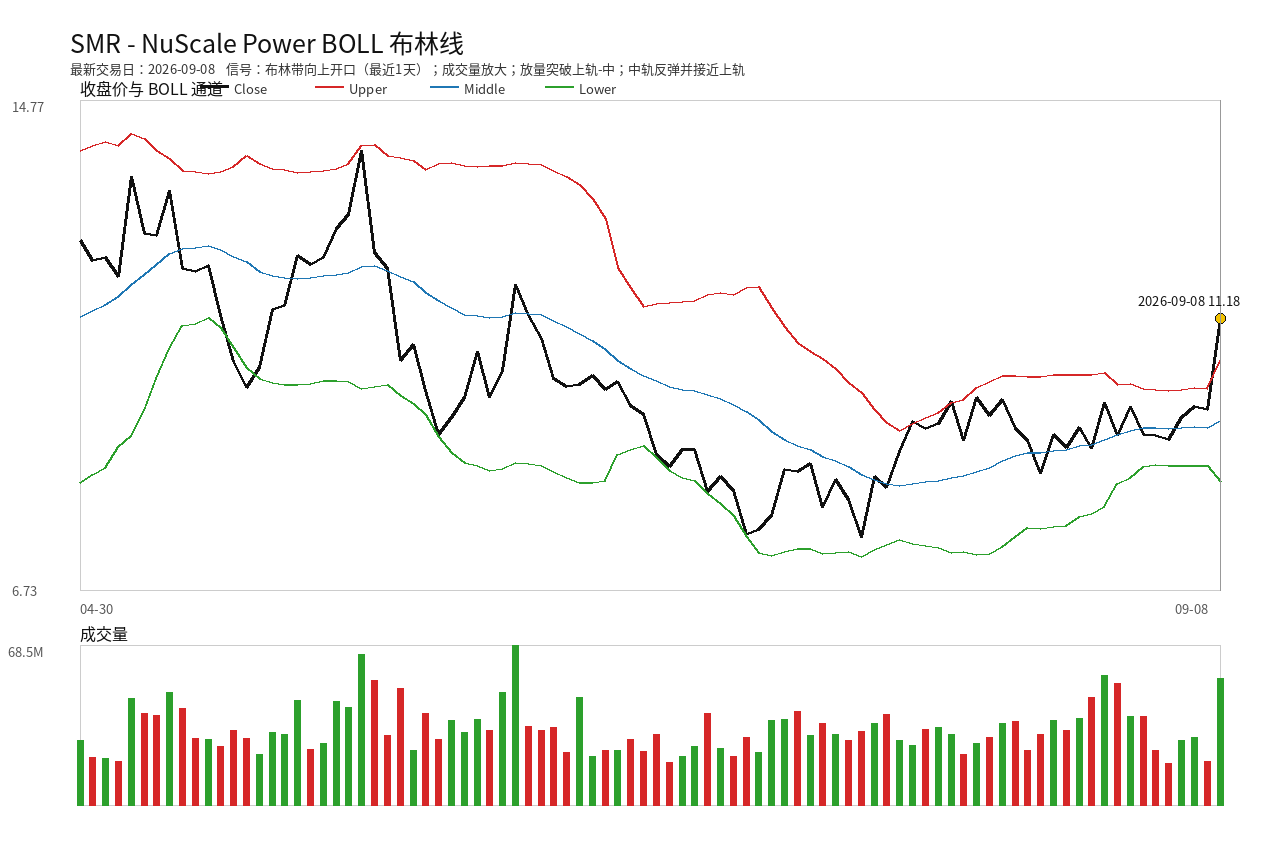 SMR - NuScale Power BOLL 布林线
最新交易日：2026-09-08 信号：布林带向上开口（最近1天）；成交量放大；放量突破上轨-中；中轨反弹并接近上轨
收盘价与 BOLL 通道 Close Upper Middle Lower
14.77
2026-09-08 11.18
6.73
04-30 09-08
成交量
68.5M